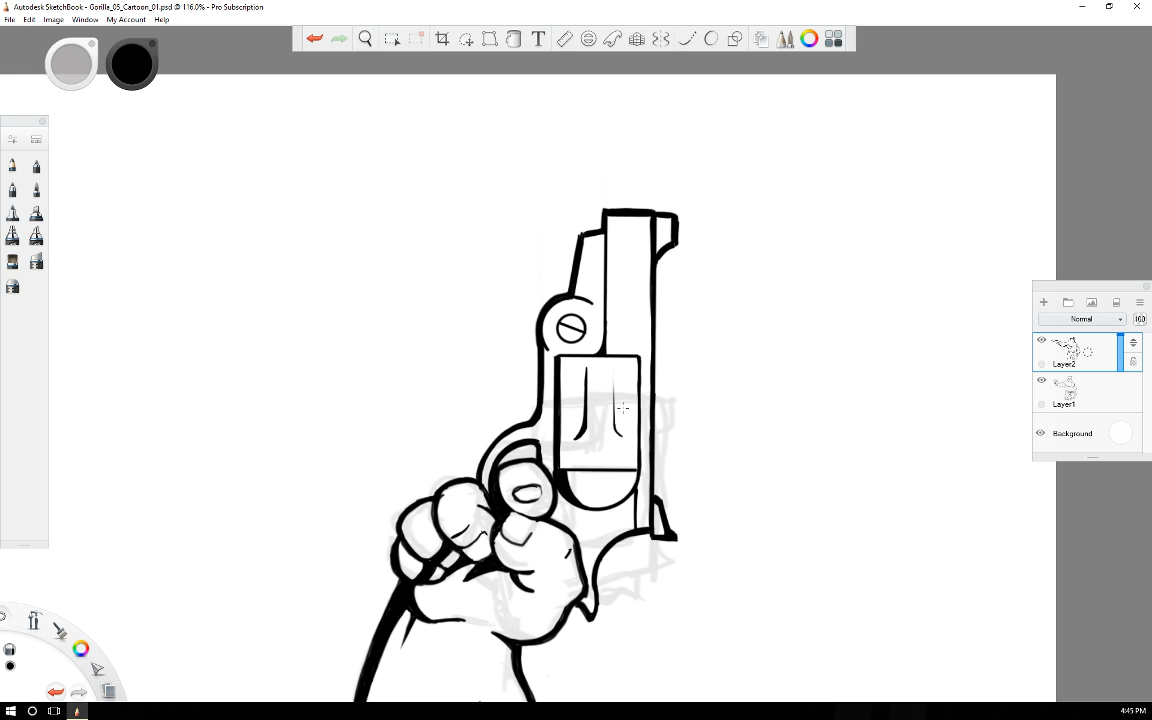 Autodesk SketchBook - Gorilla_05_Cartoon_01.psd @ 116.0% - Pro Subscription
File Edit Image Window My Account Help
T
Normal
100
Layer2
Layer1
Background
4:45 PM